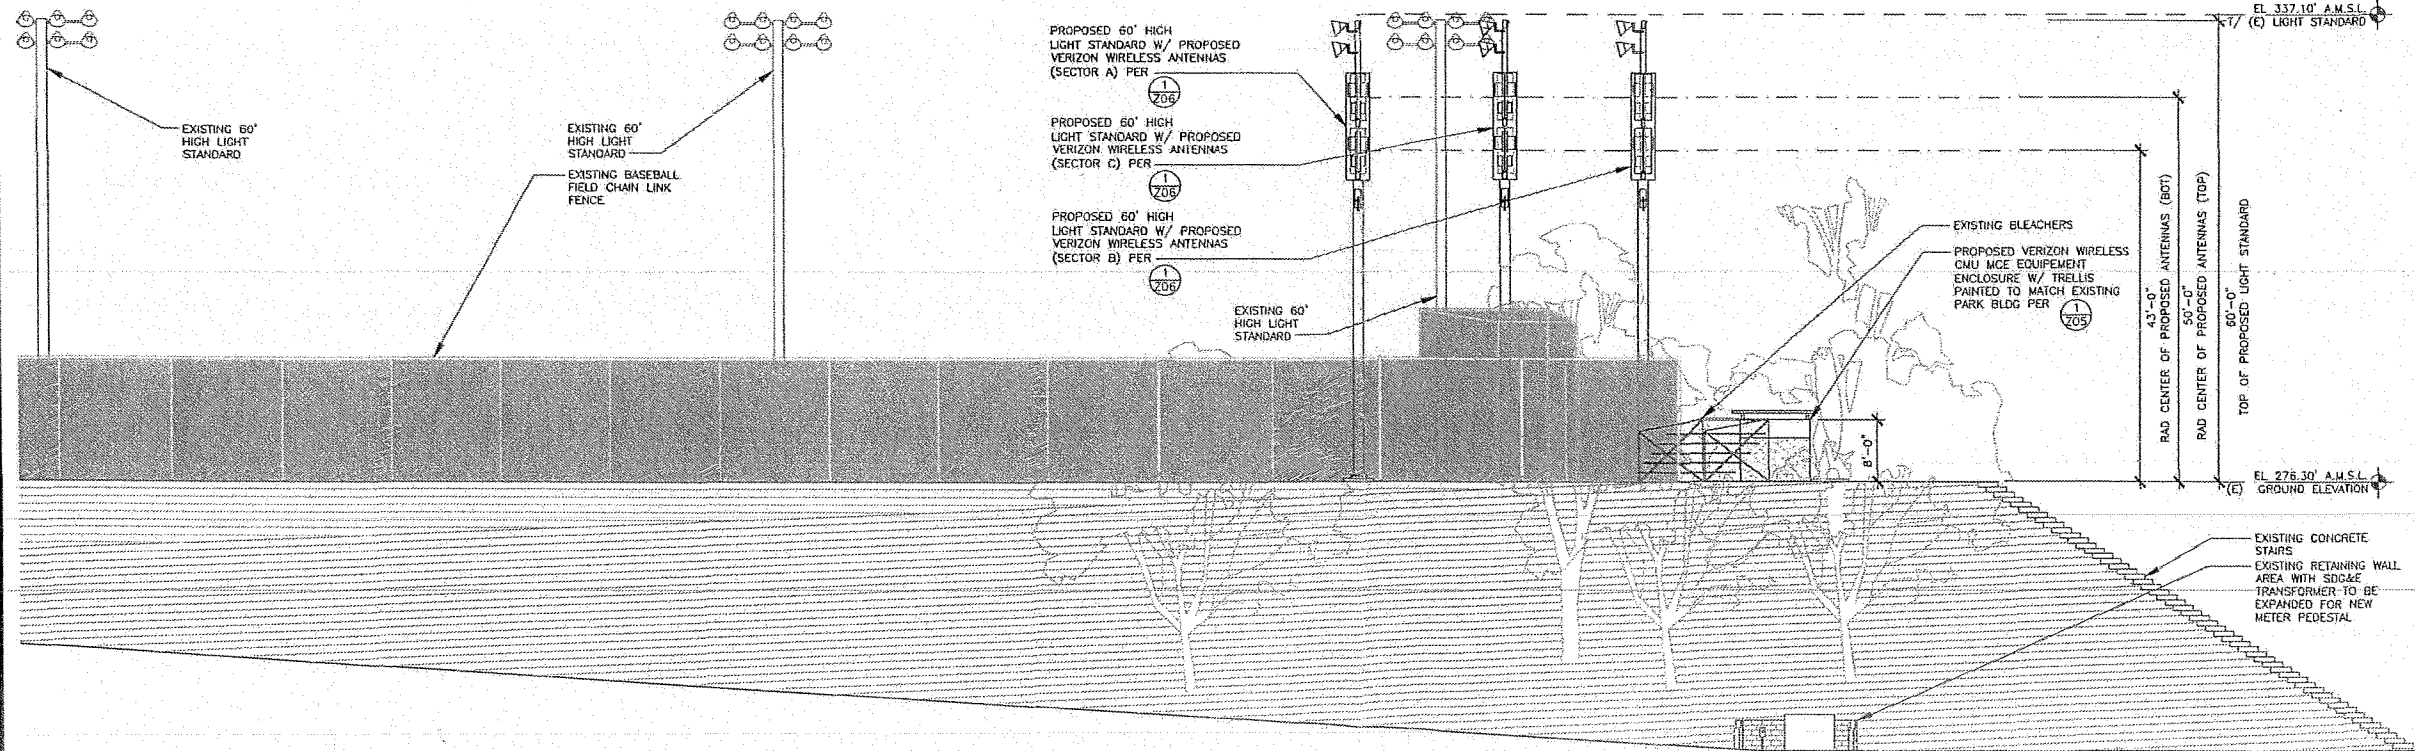 EL 337.10' A.M.S.L.
T/ (E) LIGHT STANDARD
PROPOSED 60' HIGH
LIGHT STANDARD W/ PROPOSED
VERIZON WIRELESS ANTENNAS
(SECTOR A) PER
1
Z06
PROPOSED 60' HIGH
LIGHT STANDARD W/ PROPOSED
VERIZON WIRELESS ANTENNAS
(SECTOR C) PER
1
Z06
PROPOSED 60' HIGH
LIGHT STANDARD W/ PROPOSED
VERIZON WIRELESS ANTENNAS
(SECTOR B) PER
1
Z06
EXISTING 60'
HIGH LIGHT
STANDARD
EXISTING 60'
HIGH LIGHT
STANDARD
EXISTING BASEBALL
FIELD CHAIN LINK
FENCE
EXISTING 60'
HIGH LIGHT
STANDARD
EXISTING BLEACHERS
PROPOSED VERIZON WIRELESS
CMU MCE EQUIPEMENT
ENCLOSURE W/ TRELLIS
PAINTED TO MATCH EXISTING
PARK BLDG PER
1
Z05
8'-0"
43'-0"
RAD CENTER OF PROPOSED ANTENNAS (BOT)
50'-0"
RAD CENTER OF PROPOSED ANTENNAS (TOP)
60'-0"
TOP OF PROPOSED LIGHT STANDARD
EL 276.30' A.M.S.L.
(E) GROUND ELEVATION
EXISTING CONCRETE
STAIRS
EXISTING RETAINING WALL
AREA WITH SDG&E
TRANSFORMER TO BE
EXPANDED FOR NEW
METER PEDESTAL